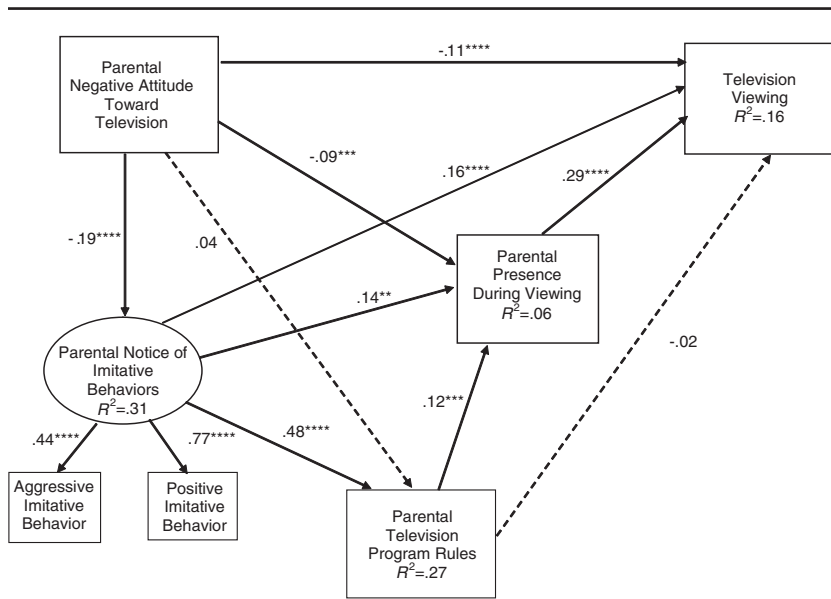 Parental
Negative Attitude
Toward
Television
-.11****
Television
Viewing
R²=.16
-.09***
.16****
.29****
-.19****
.04
Parental
Presence
During Viewing
R²=.06
.14**
-.02
Parental Notice of
Imitative
Behaviors
R²=.31
.12***
.44****
.77****
.48****
Aggressive
Imitative
Behavior
Positive
Imitative
Behavior
Parental
Television
Program Rules
R²=.27